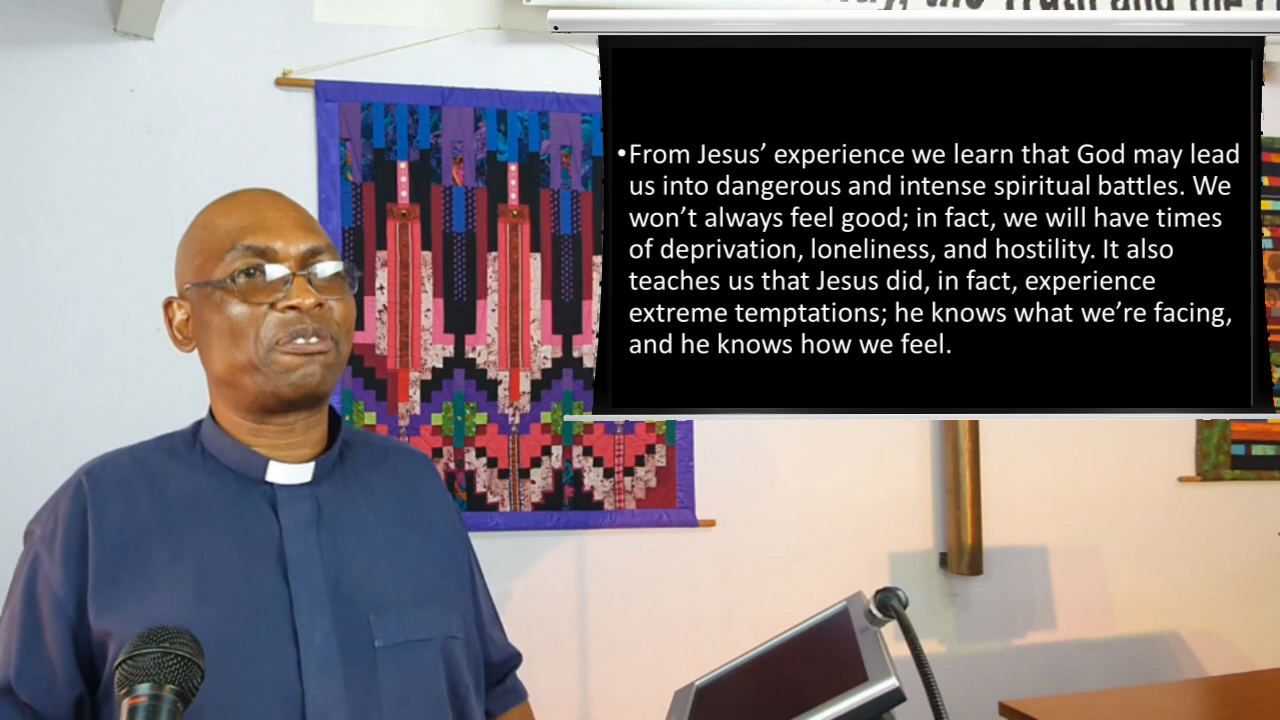 the Truth and the
•From Jesus’ experience we learn that God may lead
us into dangerous and intense spiritual battles. We
won’t always feel good; in fact, we will have times
of deprivation, loneliness, and hostility. It also
teaches us that Jesus did, in fact, experience
extreme temptations; he knows what we’re facing,
and he knows how we feel.